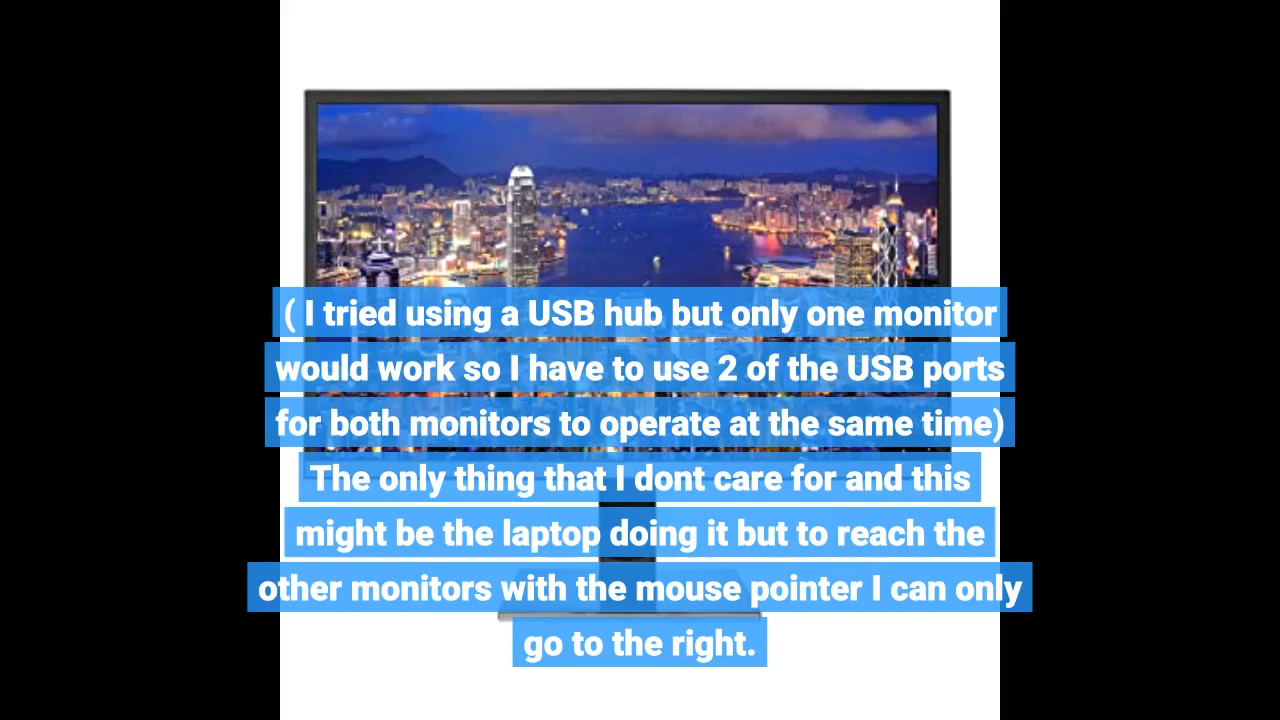 ( I tried using a USB hub but only one monitor
would work so I have to use 2 of the USB ports
for both monitors to operate at the same time)
The only thing that I dont care for and this
might be the laptop doing it but to reach the
other monitors with the mouse pointer I can only
go to the right.